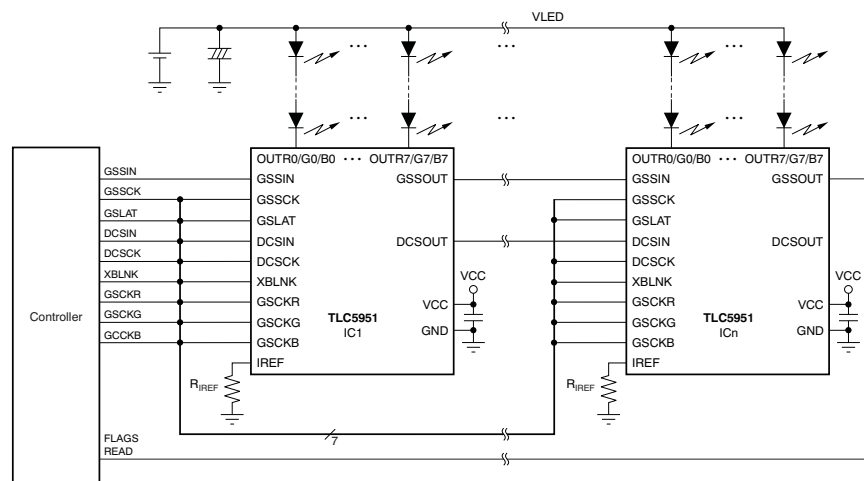 VLED
OUTR0/G0/B0 ••• OUTR7/G7/B7
OUTR0/G0/B0 ••• OUTR7/G7/B7
Controller
GSSIN
GSSCK
GSLAT
DCSIN
DCSCK
XBLNK
GSCKR
GSCKG
GCCKB
FLAGS
READ
GSSIN
GSSCK
GSLAT
DCSIN
DCSCK
XBLNK
GSCKR
GSCKG
GSCKB
IREF
GSSOUT
DCSOUT
VCC
VCC
GND
TLC5951
IC1
RIREF
7
GSSIN
GSSCK
GSLAT
DCSIN
DCSCK
XBLNK
GSCKR
GSCKG
GSCKB
IREF
GSSOUT
DCSOUT
VCC
VCC
GND
TLC5951
ICn
RIREF